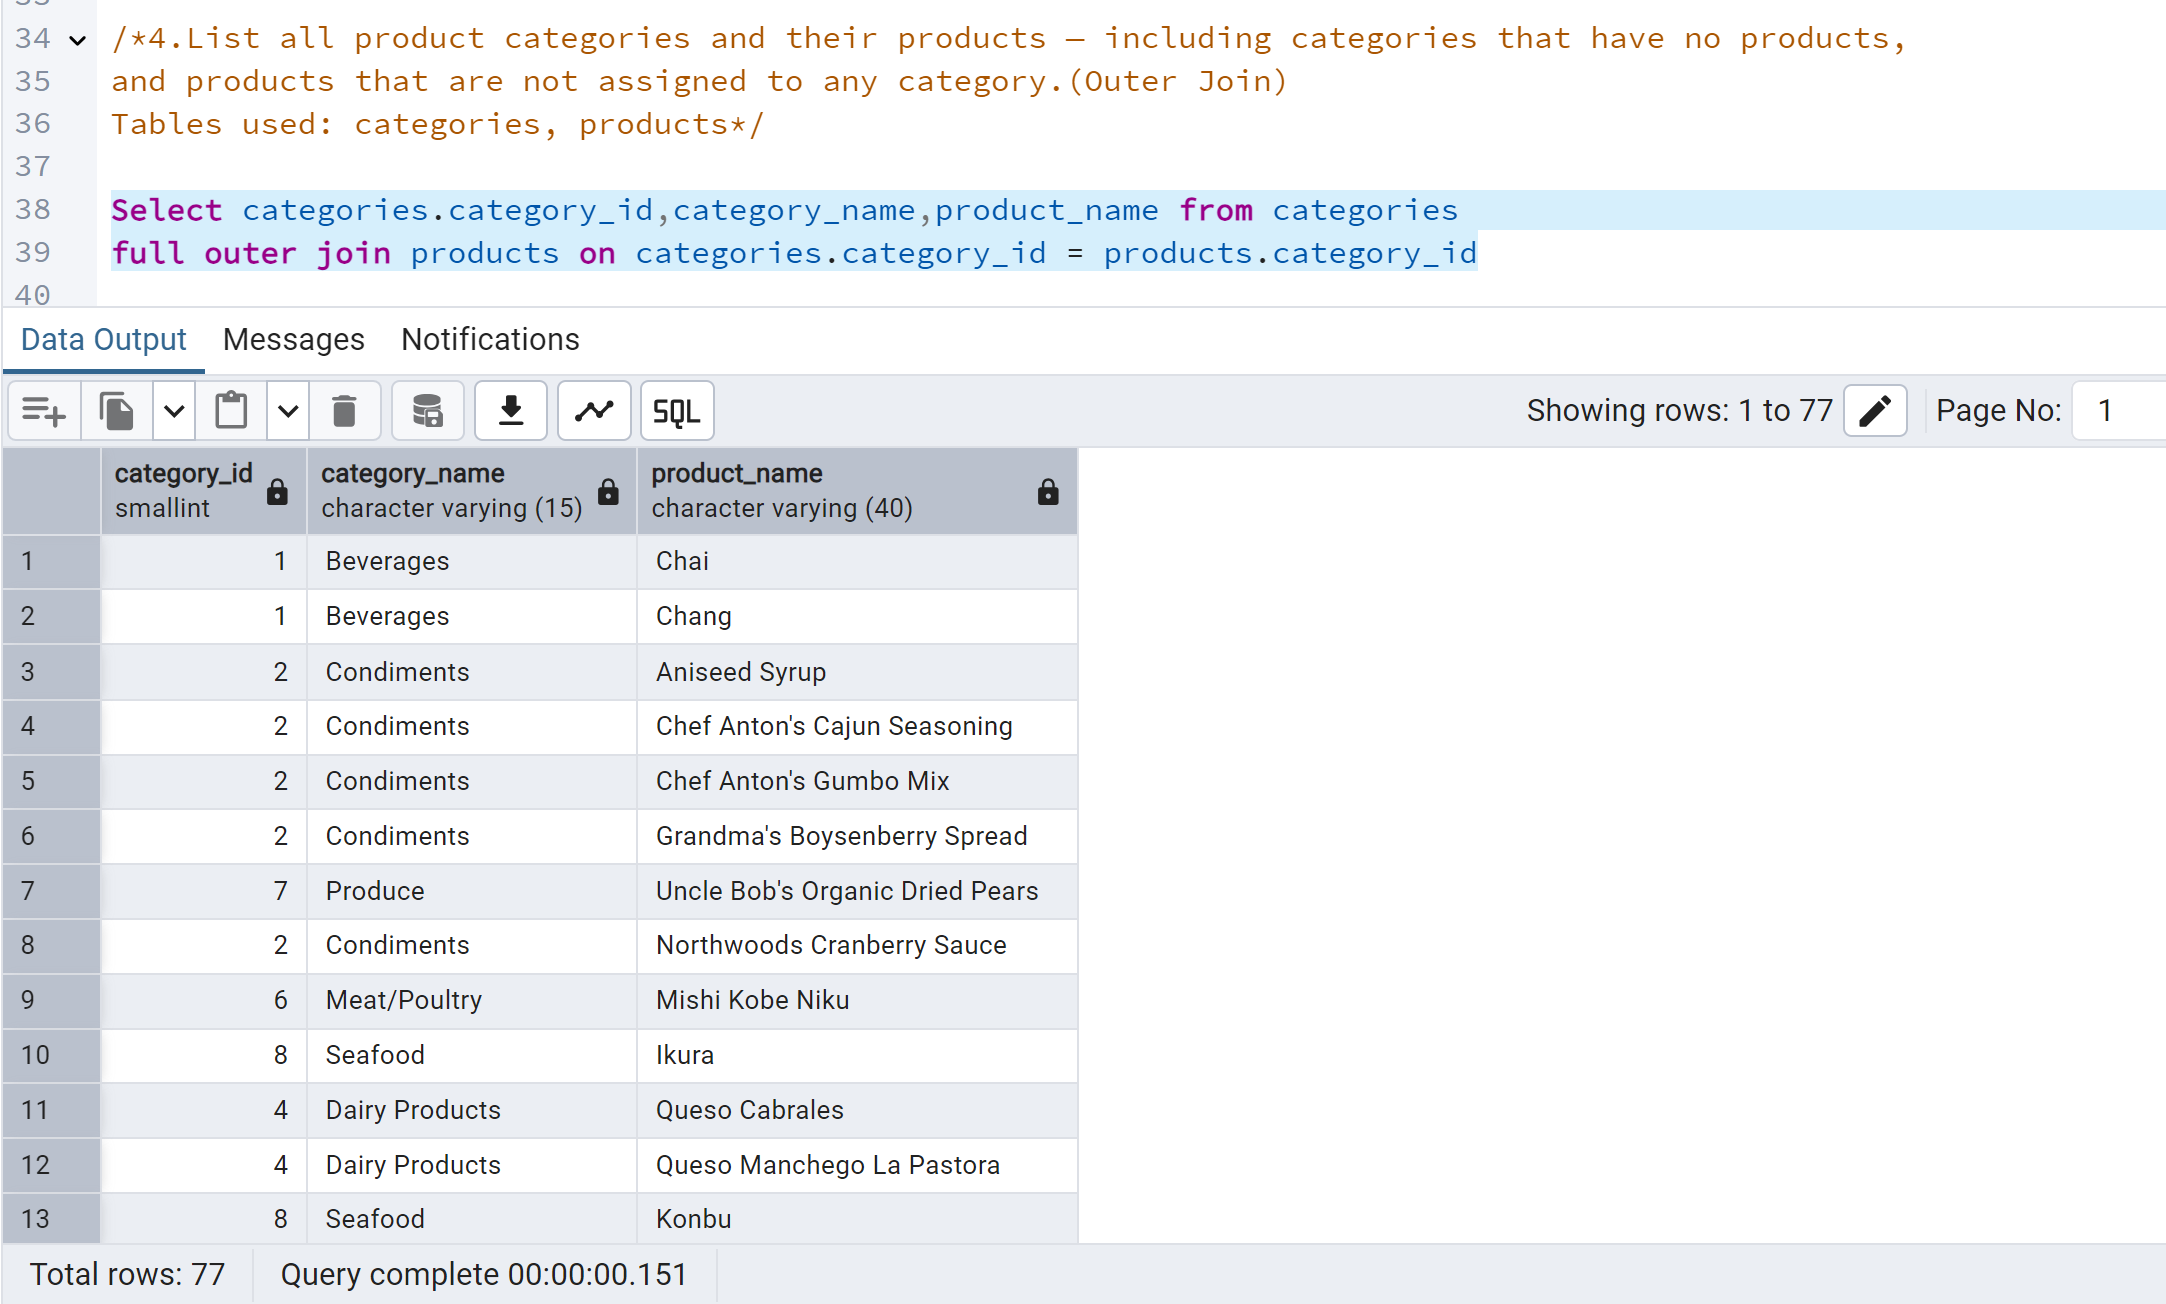 34 /*4.List all product categories and their products — including categories that have no products,
35 and products that are not assigned to any category.(Outer Join)
36 Tables used: categories, products*/
37
38 Select categories.category_id,category_name,product_name from categories
39 full outer join products on categories.category_id = products.category_id
40
Data Output Messages Notifications
SQL Showing rows: 1 to 77 Page No: 1
category_id category_name product_name
smallint character varying (15) character varying (40)
1 1 Beverages Chai
2 1 Beverages Chang
3 2 Condiments Aniseed Syrup
4 2 Condiments Chef Anton's Cajun Seasoning
5 2 Condiments Chef Anton's Gumbo Mix
6 2 Condiments Grandma's Boysenberry Spread
7 7 Produce Uncle Bob's Organic Dried Pears
8 2 Condiments Northwoods Cranberry Sauce
9 6 Meat/Poultry Mishi Kobe Niku
10 8 Seafood Ikura
11 4 Dairy Products Queso Cabrales
12 4 Dairy Products Queso Manchego La Pastora
13 8 Seafood Konbu
Total rows: 77 Query complete 00:00:00.151